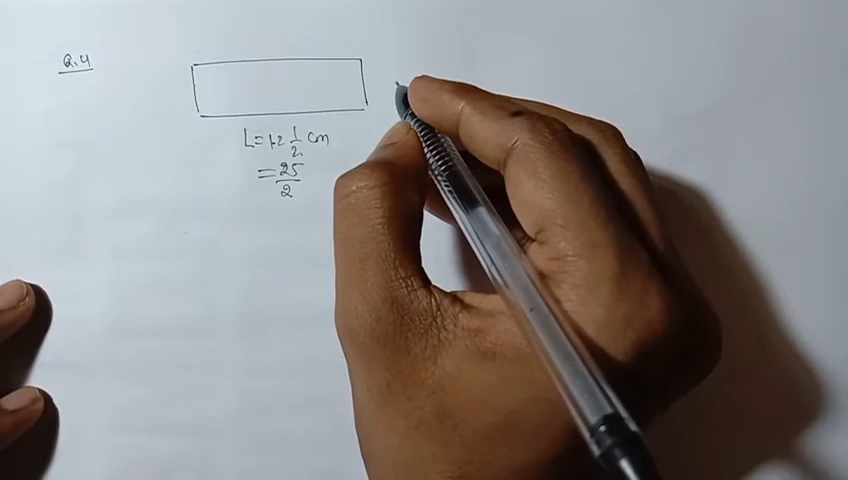 Q.4
L = 12 1/2 cm
= 25/2